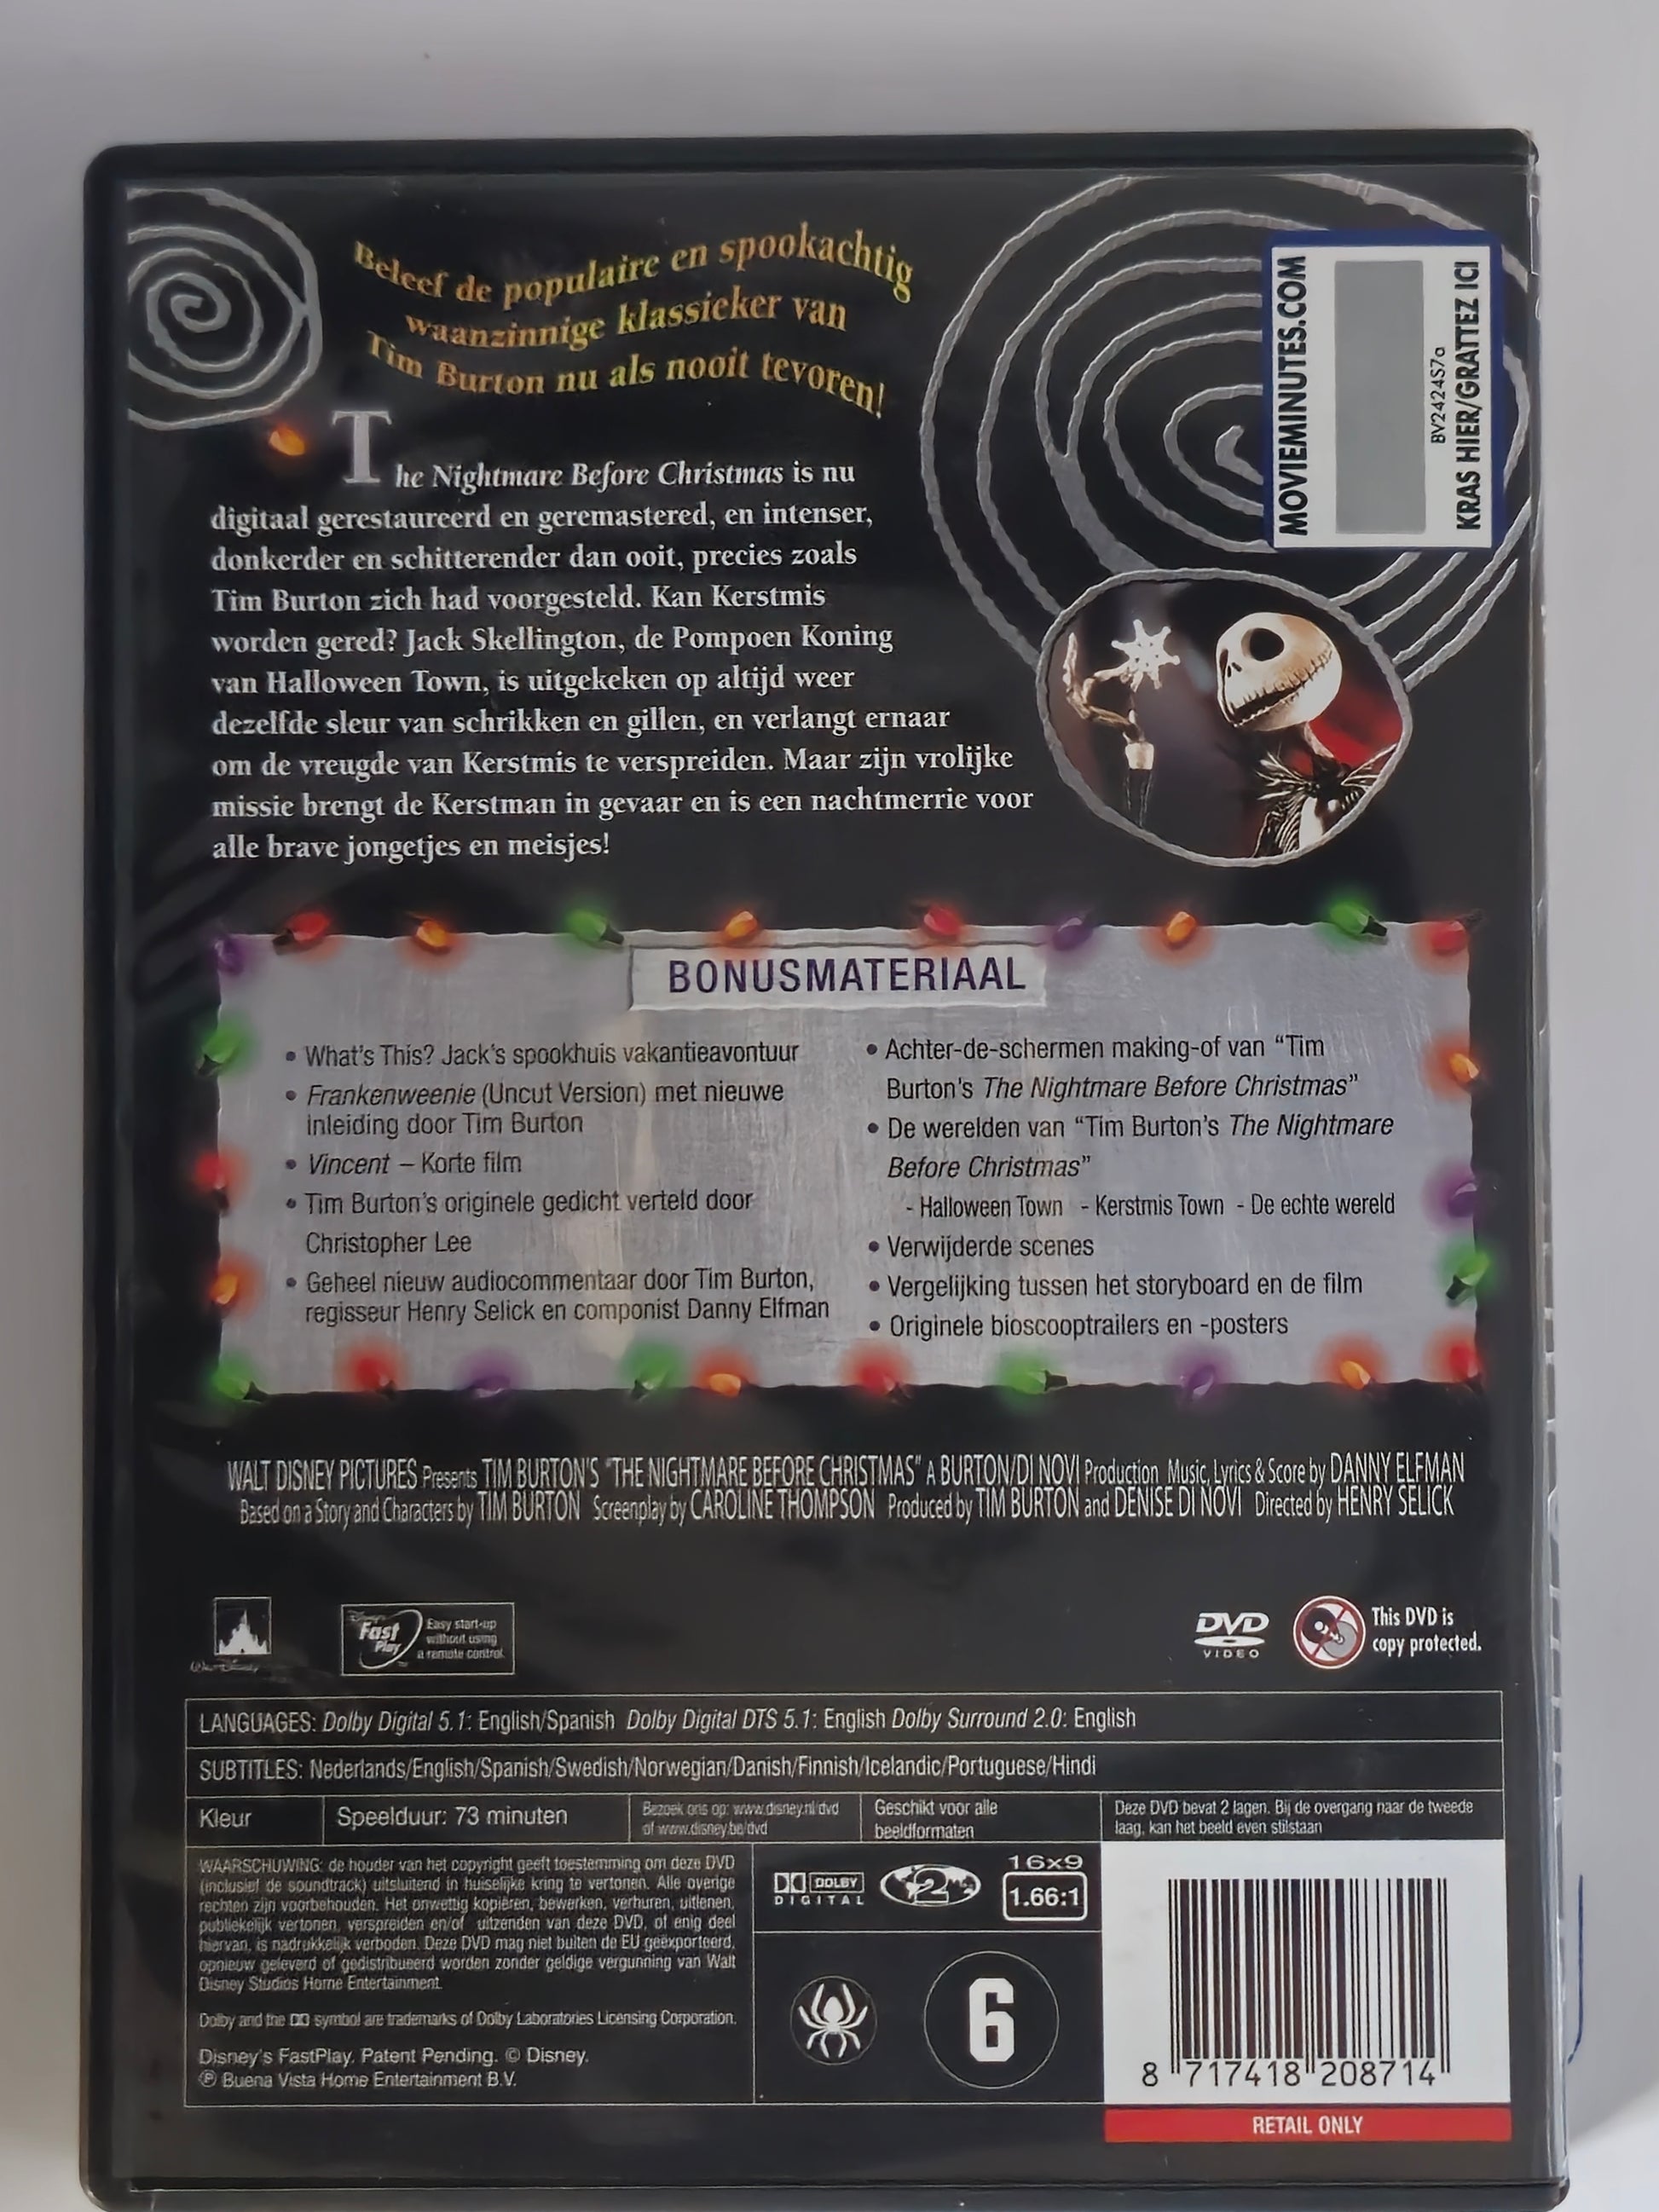 Beleef de populaire en spookachtig
waanzinnige klassieker van
Tim Burton nu als nooit tevoren!
MOVIEMINUTES.COM
BV2424S7a
KRAS HIER/GRATTEZ ICI
The Nightmare Before Christmas is nu
digitaal gerestaureerd en geremastered, en intenser,
donkerder en schitterender dan ooit, precies zoals
Tim Burton zich had voorgesteld. Kan Kerstmis
worden gered? Jack Skellington, de Pompoen Koning
van Halloween Town, is uitgekeken op altijd weer
dezelfde sleur van schrikken en gillen, en verlangt ernaar
om de vreugde van Kerstmis te verspreiden. Maar zijn vrolijke
missie brengt de Kerstman in gevaar en is een nachtmerrie voor
alle brave jongetjes en meisjes!
BONUSMATERIAAL
• What's This? Jack's spookhuis vakantieavontuur
• Frankenweenie (Uncut Version) met nieuwe
inleiding door Tim Burton
• Vincent – Korte film
• Tim Burton's originele gedicht verteld door
Christopher Lee
• Geheel nieuw audiocommentaar door Tim Burton,
regisseur Henry Selick en componist Danny Elfman
• Achter-de-schermen making-of van “Tim
Burton's The Nightmare Before Christmas”
• De werelden van “Tim Burton's The Nightmare
Before Christmas”
- Halloween Town - Kerstmis Town - De echte wereld
• Verwijderde scenes
• Vergelijking tussen het storyboard en de film
• Originele bioscooptrailers en -posters
WALT DISNEY PICTURES Presents TIM BURTON'S "THE NIGHTMARE BEFORE CHRISTMAS" A BURTON/DI NOVI Production Music, Lyrics & Score by DANNY ELFMAN
Based on a Story and Characters by TIM BURTON Screenplay by CAROLINE THOMPSON Produced by TIM BURTON and DENISE DI NOVI Directed by HENRY SELICK
Walt Disney
Disney's
Fast
Play
Easy start-up
without using
a remote control
DVD
VIDEO
This DVD is
copy protected.
LANGUAGES: Dolby Digital 5.1: English/Spanish Dolby Digital DTS 5.1: English Dolby Surround 2.0: English
SUBTITLES: Nederlands/English/Spanish/Swedish/Norwegian/Danish/Finnish/Icelandic/Portuguese/Hindi
Kleur
Speelduur: 73 minuten
Bezoek ons op: www.disney.nl/dvd
of www.disney.be/dvd
Geschikt voor alle
beeldformaten
Deze DVD bevat 2 lagen. Bij de overgang naar de tweede
laag, kan het beeld even stilstaan
WAARSCHUWING: de houder van het copyright geeft toestemming om deze DVD
(inclusief de soundtrack) uitsluitend in huiselijke kring te vertonen. Alle overige
rechten zijn voorbehouden. Het onwettig kopiëren, bewerken, verhuren, uitlenen,
publiekelijk vertonen, verspreiden en/of uitzenden van deze DVD, of enig deel
hiervan, is nadrukkelijk verboden. Deze DVD mag niet buiten de EU geëxporteerd,
opnieuw geleverd of gedistribueerd worden zonder geldige vergunning van Walt
Disney Studios Home Entertainment.
Dolby and the DD symbol are trademarks of Dolby Laboratories Licensing Corporation.
Disney's FastPlay. Patent Pending. © Disney.
℗ Buena Vista Home Entertainment B.V.
DOLBY
DIGITAL
2
16x9
1.66:1
6
8 717418 208714
RETAIL ONLY